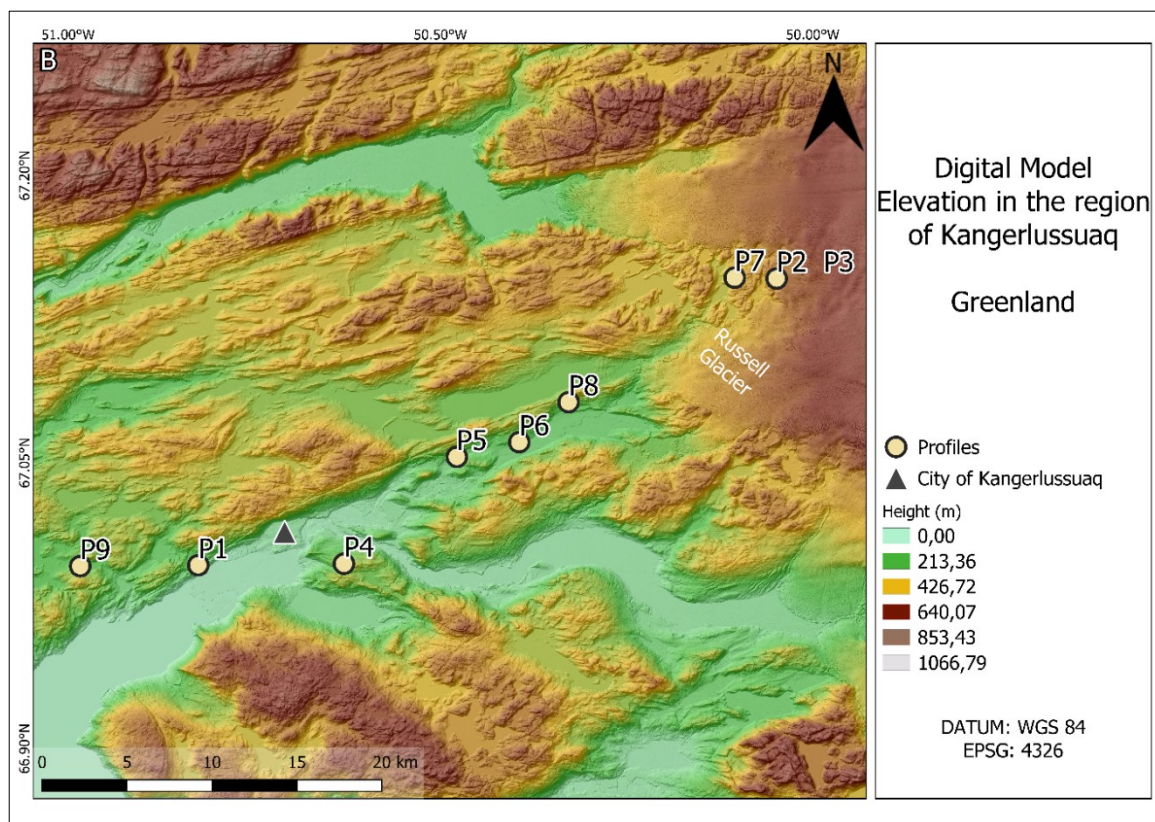 51.00°W
50.50°W
50.00°W
B
N
67.20°N
67.05°N
66.90°N
P7
P2
P3
Russell
Glacier
P8
P6
P5
P9
P1
P4
0
5
10
15
20 km
Digital Model
Elevation in the region
of Kangerlussuaq
Greenland
Profiles
City of Kangerlussuaq
Height (m)
0,00
213,36
426,72
640,07
853,43
1066,79
DATUM: WGS 84
EPSG: 4326